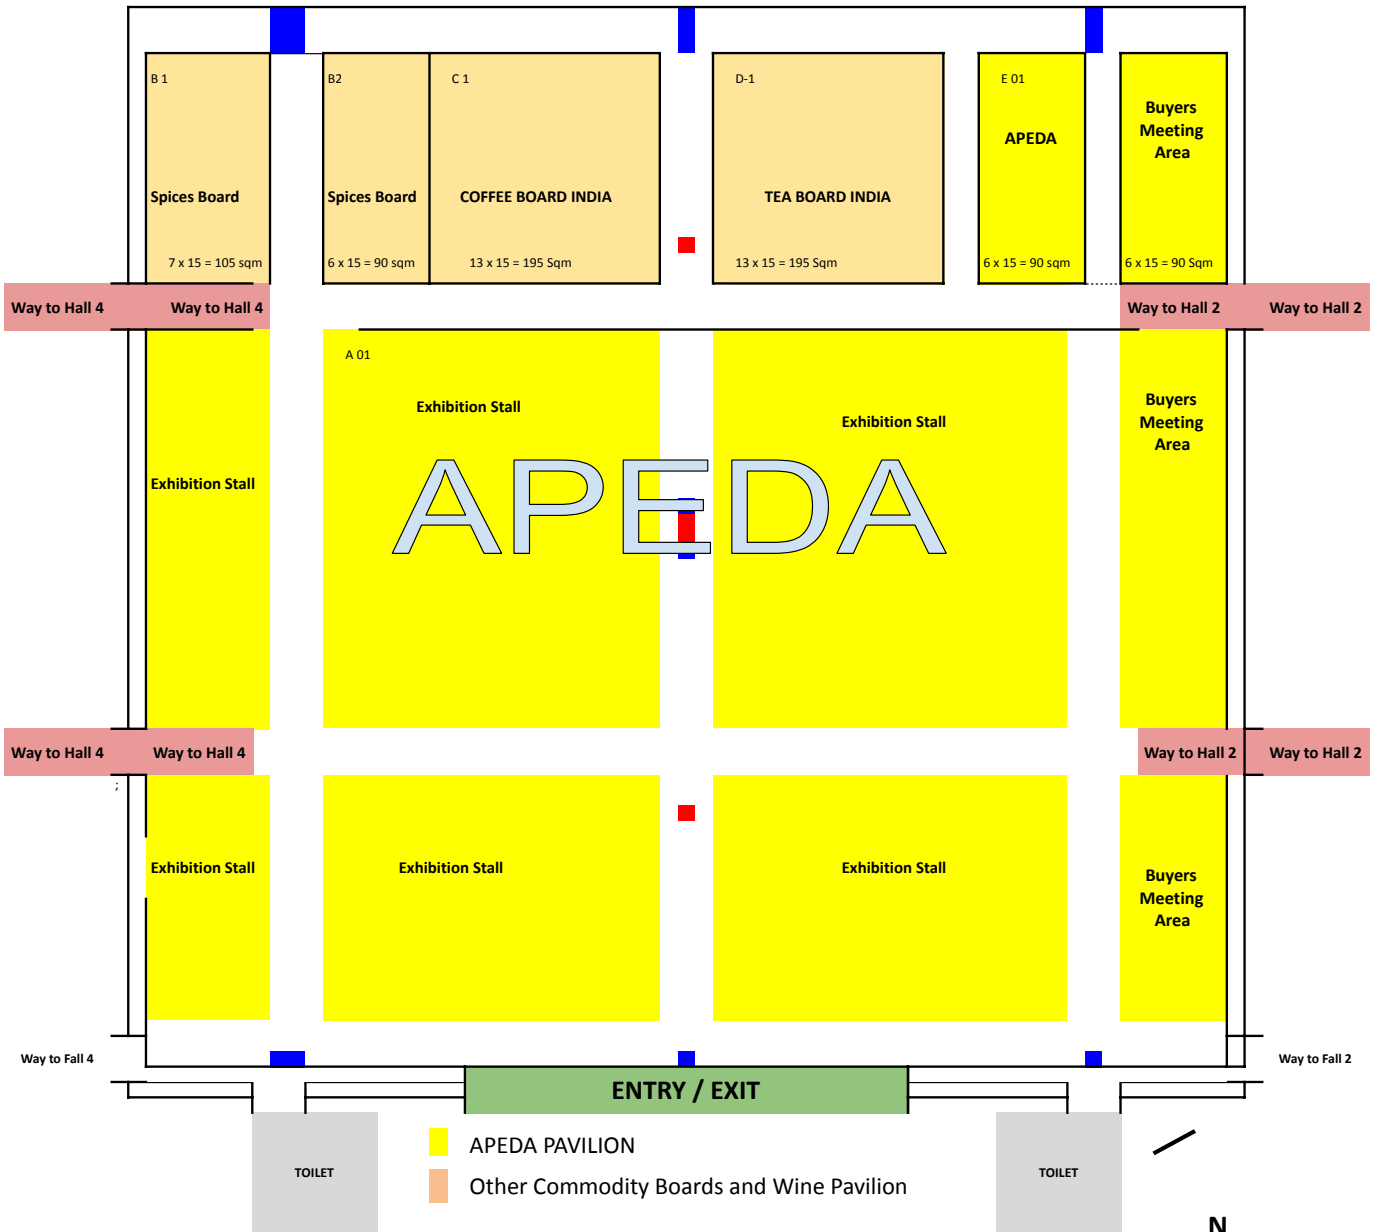 B 1
B2
C 1
D-1
E 01
Buyers
Meeting
Area
APEDA
Spices Board
Spices Board
COFFEE BOARD INDIA
TEA BOARD INDIA
7 x 15 = 105 sqm
6 x 15 = 90 sqm
13 x 15 = 195 Sqm
13 x 15 = 195 Sqm
6 x 15 = 90 sqm
6 x 15 = 90 Sqm
Way to Hall 4
Way to Hall 4
Way to Hall 2
Way to Hall 2
A 01
Exhibition Stall
Exhibition Stall
Buyers
Meeting
Area
Exhibition Stall
APEDA
Way to Hall 4
Way to Hall 4
Way to Hall 2
Way to Hall 2
;
Exhibition Stall
Exhibition Stall
Exhibition Stall
Buyers
Meeting
Area
Way to Fall 4
Way to Fall 2
ENTRY / EXIT
APEDA PAVILION
TOILET
TOILET
Other Commodity Boards and Wine Pavilion
N